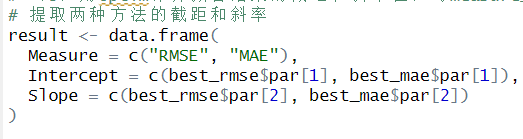 # 提取两种方法的截距和斜率
result <- data.frame(
  Measure = c("RMSE", "MAE"),
  Intercept = c(best_rmse$par[1], best_mae$par[1]),
  Slope = c(best_rmse$par[2], best_mae$par[2])
)